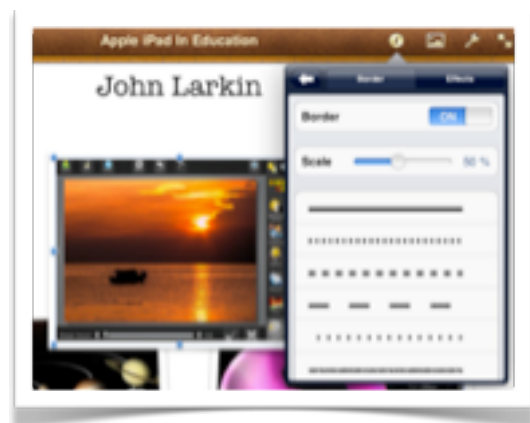 Apple iPad In Education
John Larkin
Border
Effects
Border
ON
Scale
50 %